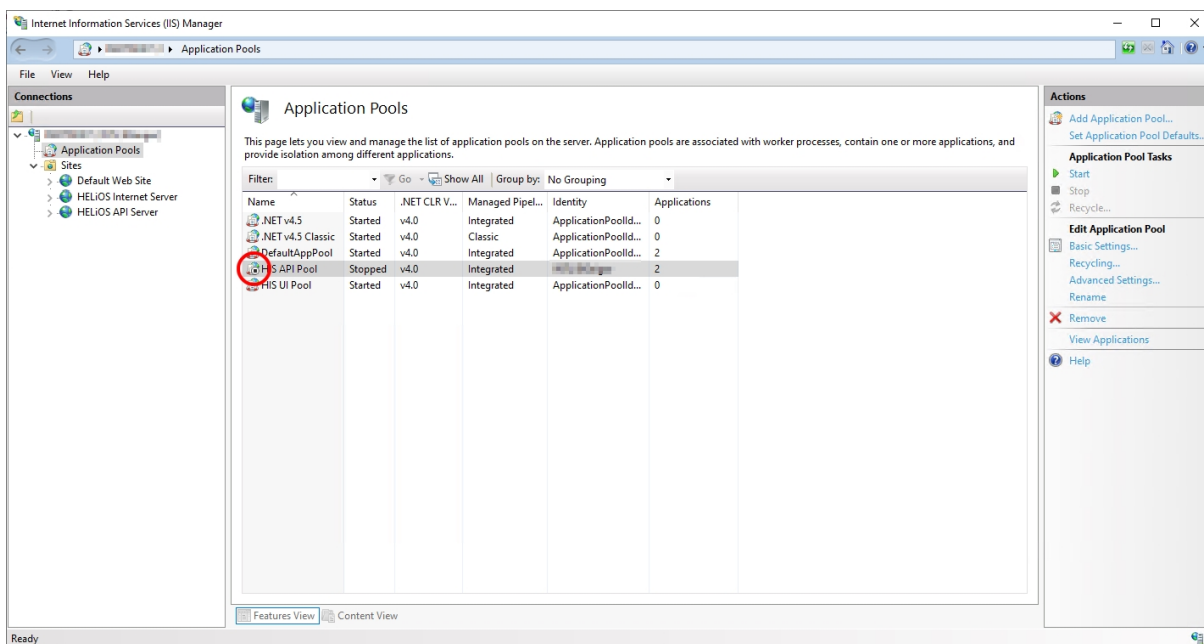 Internet Information Services (IIS) Manager
Application Pools
File View Help
Connections
Application Pools
Sites
Default Web Site
HELiOS Internet Server
HELiOS API Server
Application Pools
This page lets you view and manage the list of application pools on the server. Application pools are associated with worker processes, contain one or more applications, and
provide isolation among different applications.
Filter: Go Show All Group by: No Grouping
Name Status .NET CLR V... Managed Pipel... Identity Applications
.NET v4.5 Started v4.0 Integrated ApplicationPoolId... 0
.NET v4.5 Classic Started v4.0 Classic ApplicationPoolId... 0
DefaultAppPool Started v4.0 Integrated ApplicationPoolId... 2
HIS API Pool Stopped v4.0 Integrated 2
HIS UI Pool Started v4.0 Integrated ApplicationPoolId... 0
Features View Content View
Ready
Actions
Add Application Pool...
Set Application Pool Defaults...
Application Pool Tasks
Start
Stop
Recycle...
Edit Application Pool
Basic Settings...
Recycling...
Advanced Settings...
Rename
Remove
View Applications
Help